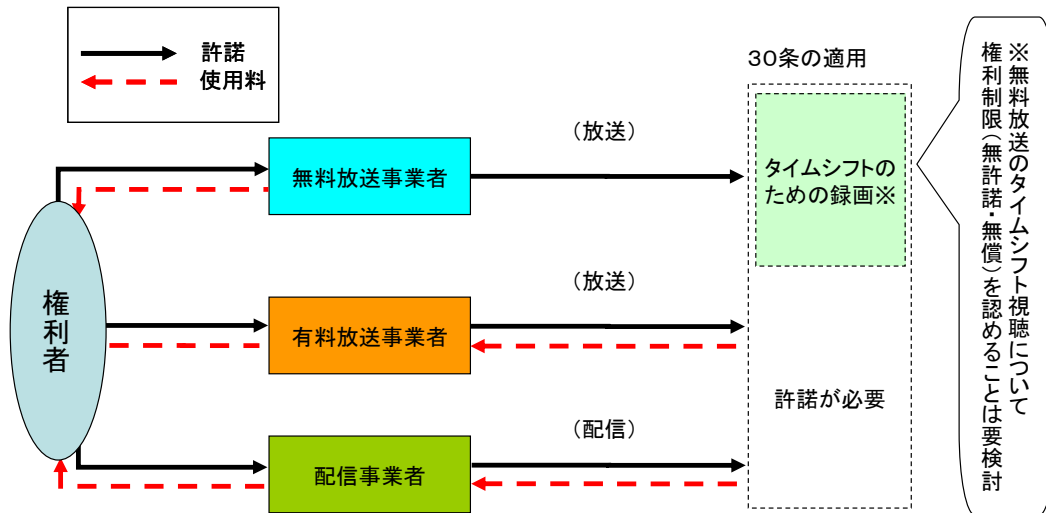 許諾
使用料
30条の適用
(放送)
無料放送事業者
タイムシフトの
ための録画※
権利者
(放送)
有料放送事業者
許諾が必要
(配信)
配信事業者
※無料放送のタイムシフト視聴について
権利制限(無許諾・無償)を認めることは要検討